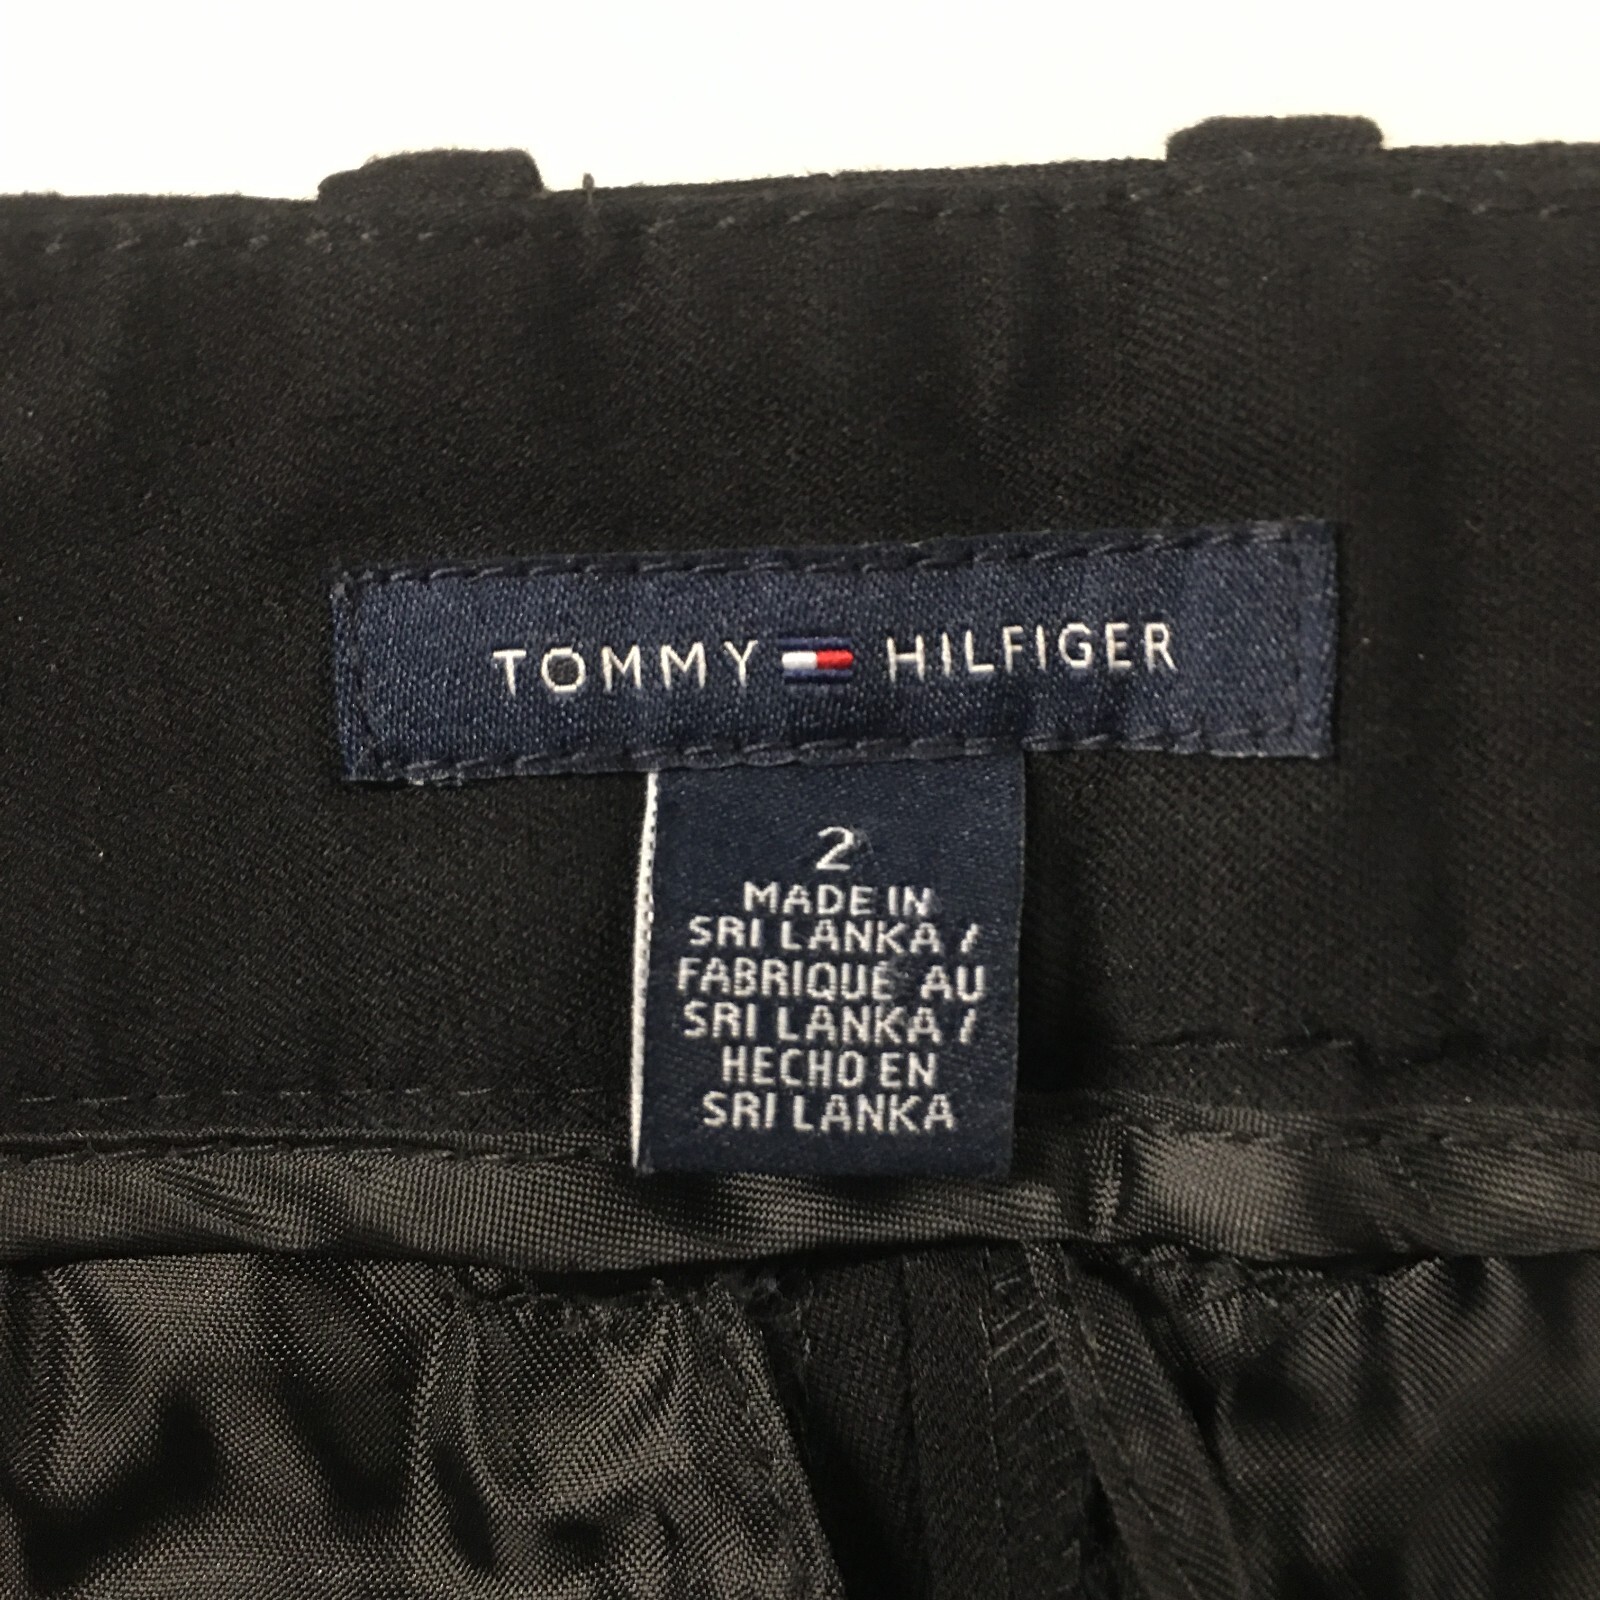 TOMMY HILFIGER
2
MADE IN
SRI LANKA /
FABRIQUÉ AU
SRI LANKA /
HECHO EN
SRI LANKA